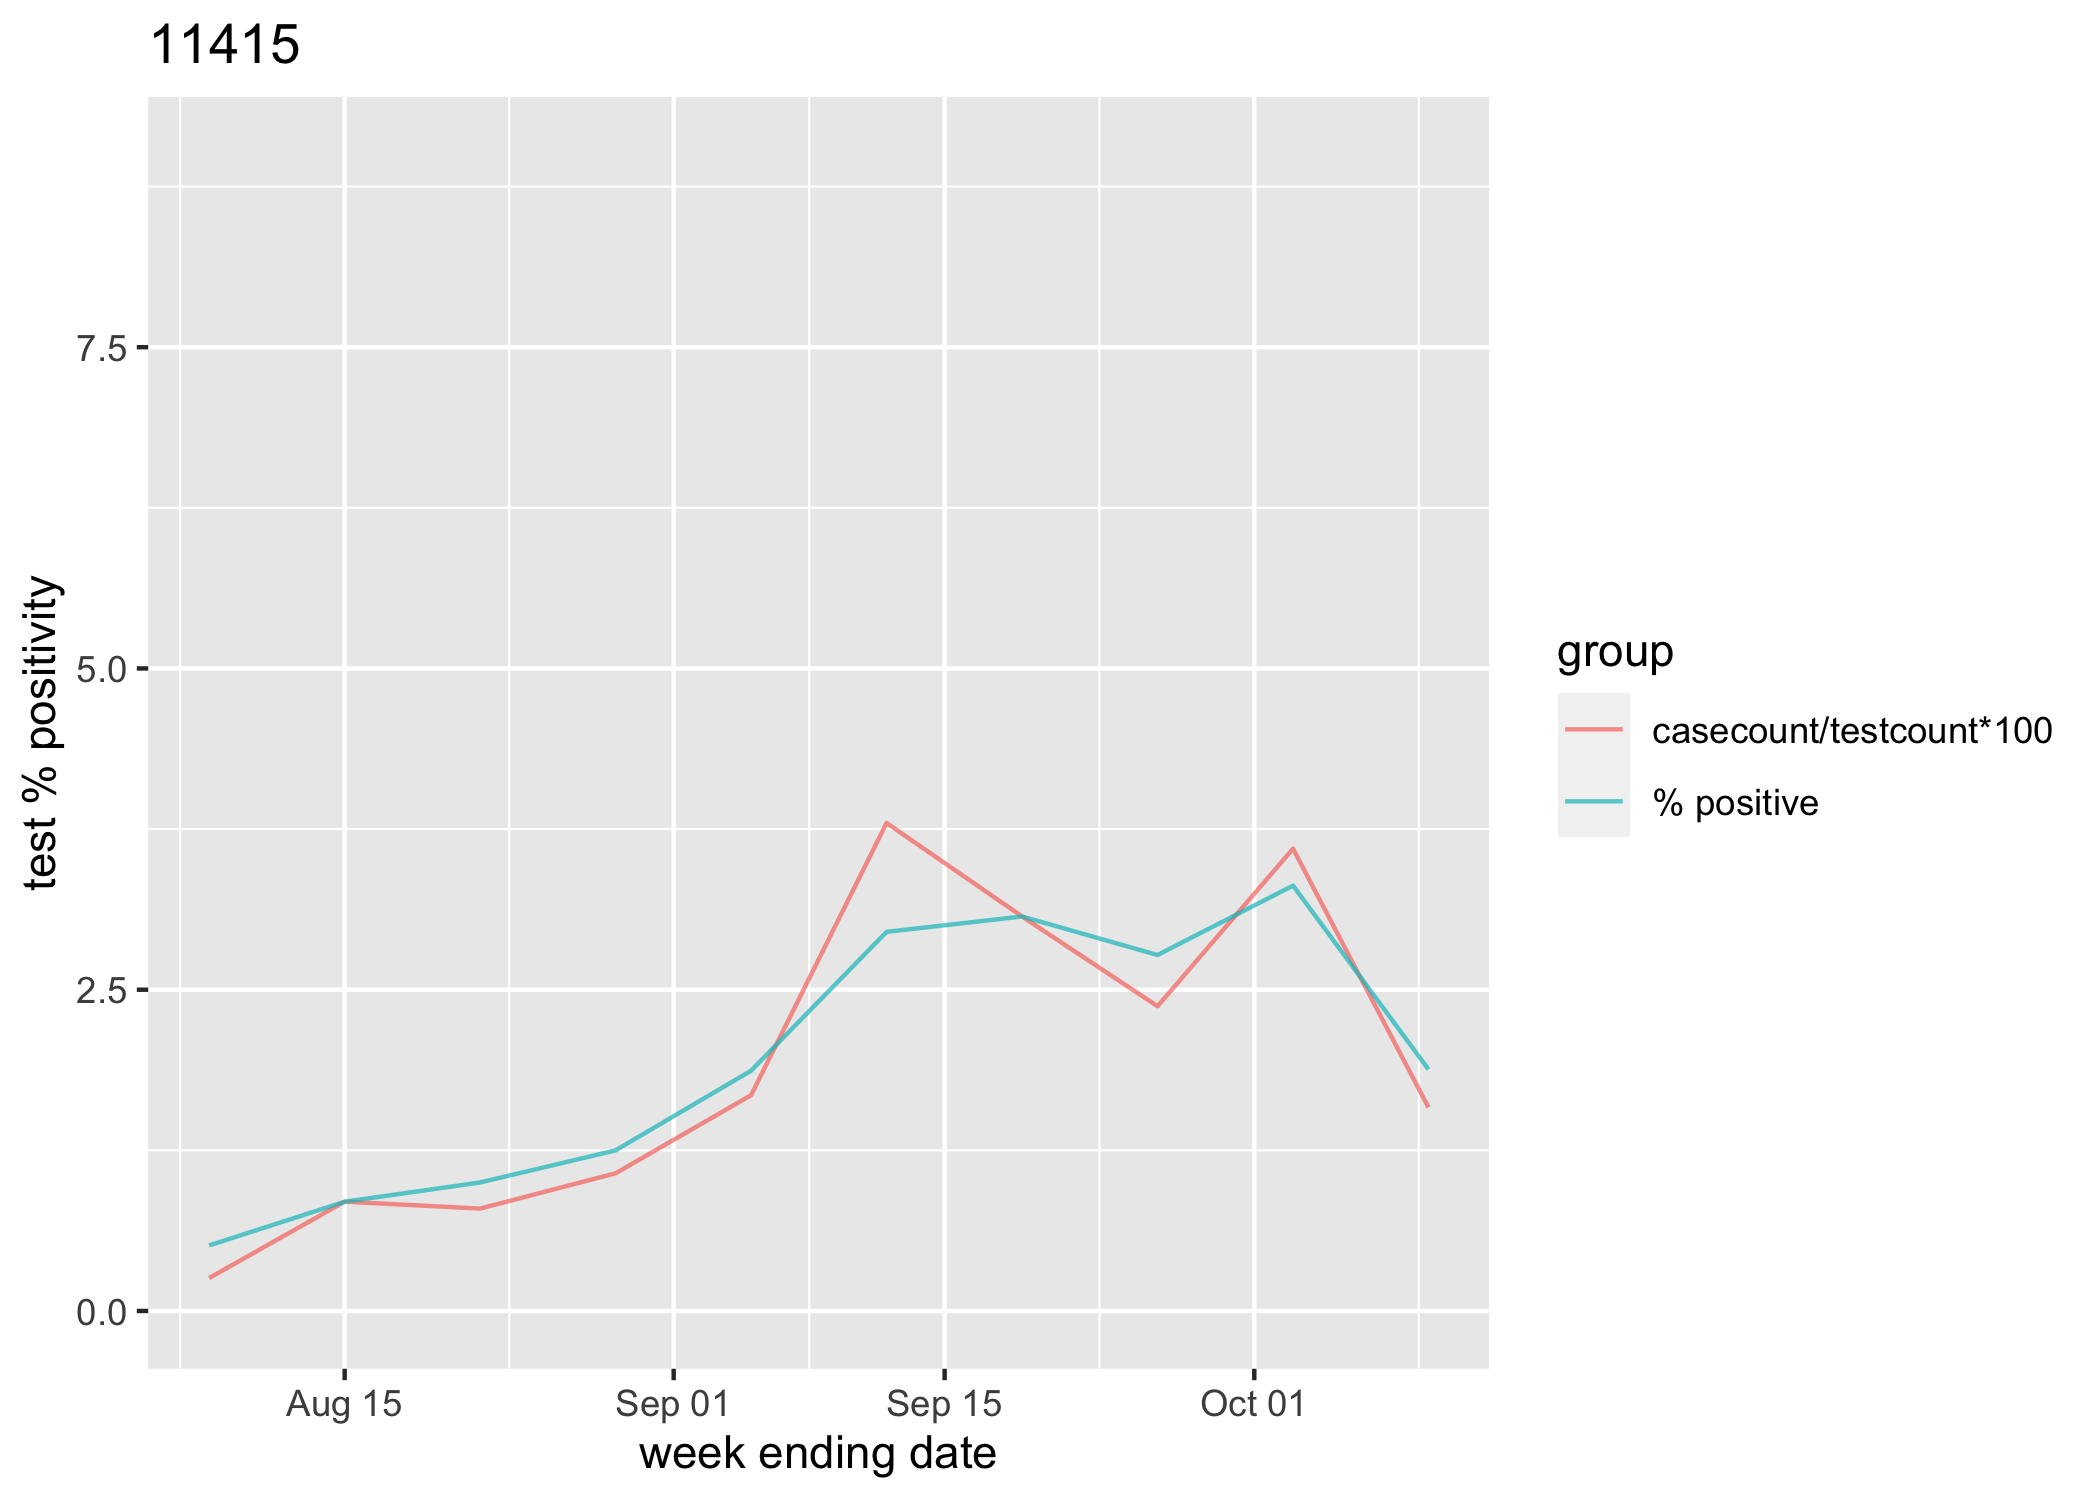 11415
test % positivity
7.5
5.0
2.5
0.0
Aug 15
Sep 01
Sep 15
Oct 01
week ending date
group
casecount/testcount*100
% positive